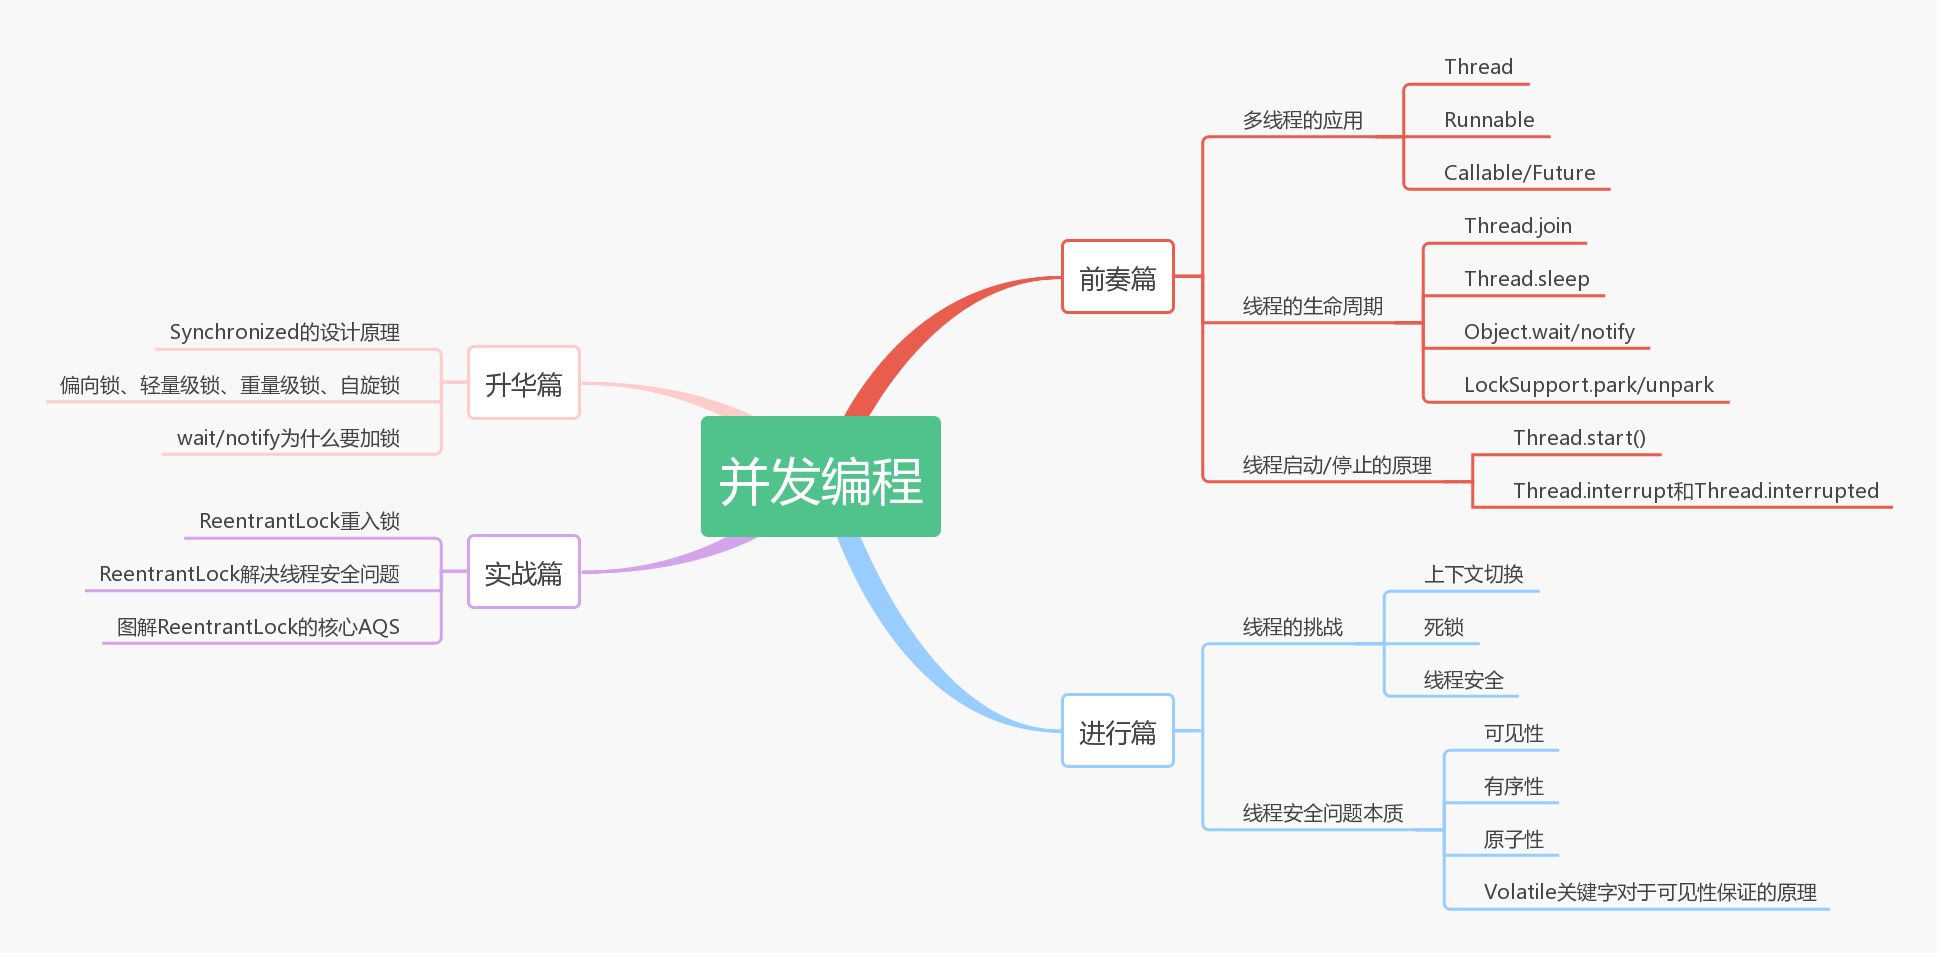 并发编程
前奏篇
多线程的应用
Thread
Runnable
Callable/Future
线程的生命周期
Thread.join
Thread.sleep
Object.wait/notify
LockSupport.park/unpark
线程启动/停止的原理
Thread.start()
Thread.interrupt和Thread.interrupted
进行篇
线程的挑战
上下文切换
死锁
线程安全
线程安全问题本质
可见性
有序性
原子性
Volatile关键字对于可见性保证的原理
升华篇
Synchronized的设计原理
偏向锁、轻量级锁、重量级锁、自旋锁
wait/notify为什么要加锁
实战篇
ReentrantLock重入锁
ReentrantLock解决线程安全问题
图解ReentrantLock的核心AQS